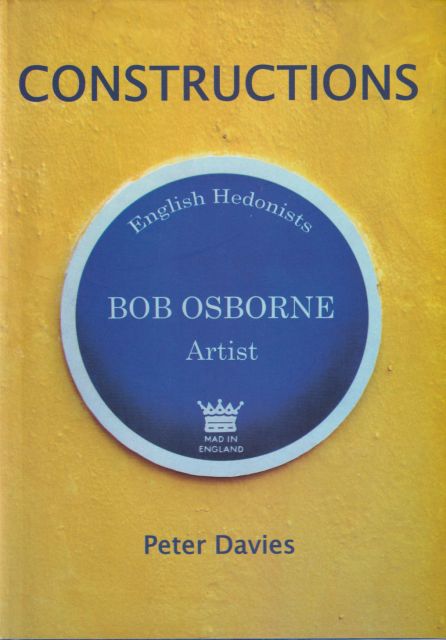 CONSTRUCTIONS
English Hedonists
BOB OSBORNE
Artist
MAD IN
ENGLAND
Peter Davies